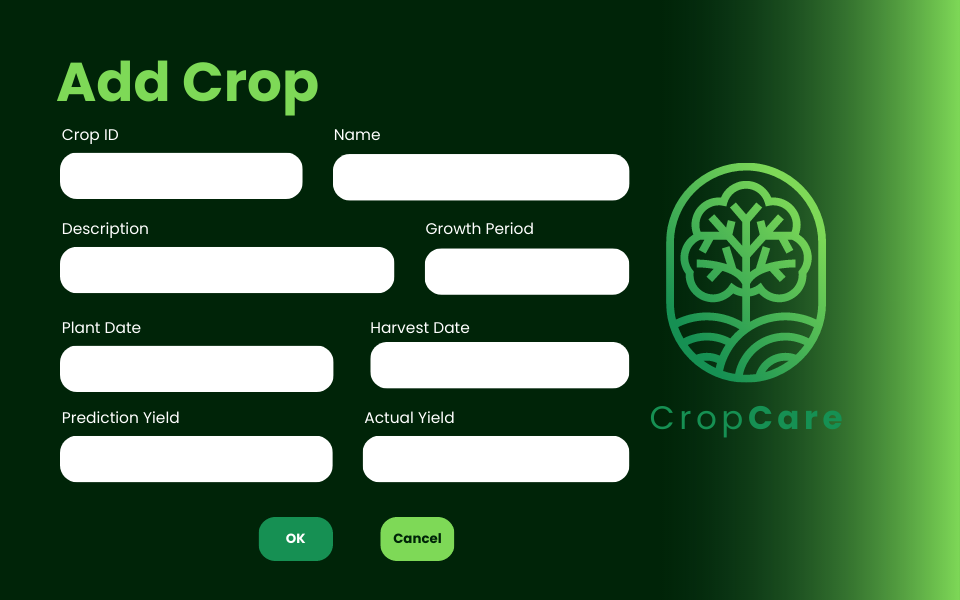 Add Crop
Crop ID
Name
Description
Growth Period
Plant Date
Harvest Date
Prediction Yield
Actual Yield
OK
Cancel
CropCare